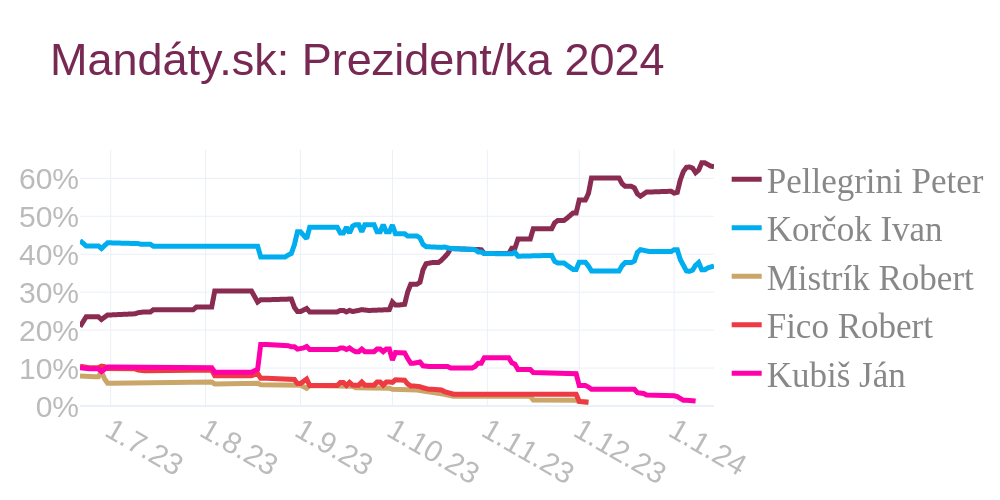 Mandáty.sk: Prezident/ka 2024
60%
50%
40%
30%
20%
10%
0%
1.7.23
1.8.23
1.9.23
1.10.23
1.11.23
1.12.23
1.1.24
Pellegrini Peter
Korčok Ivan
Mistrík Robert
Fico Robert
Kubiš Ján